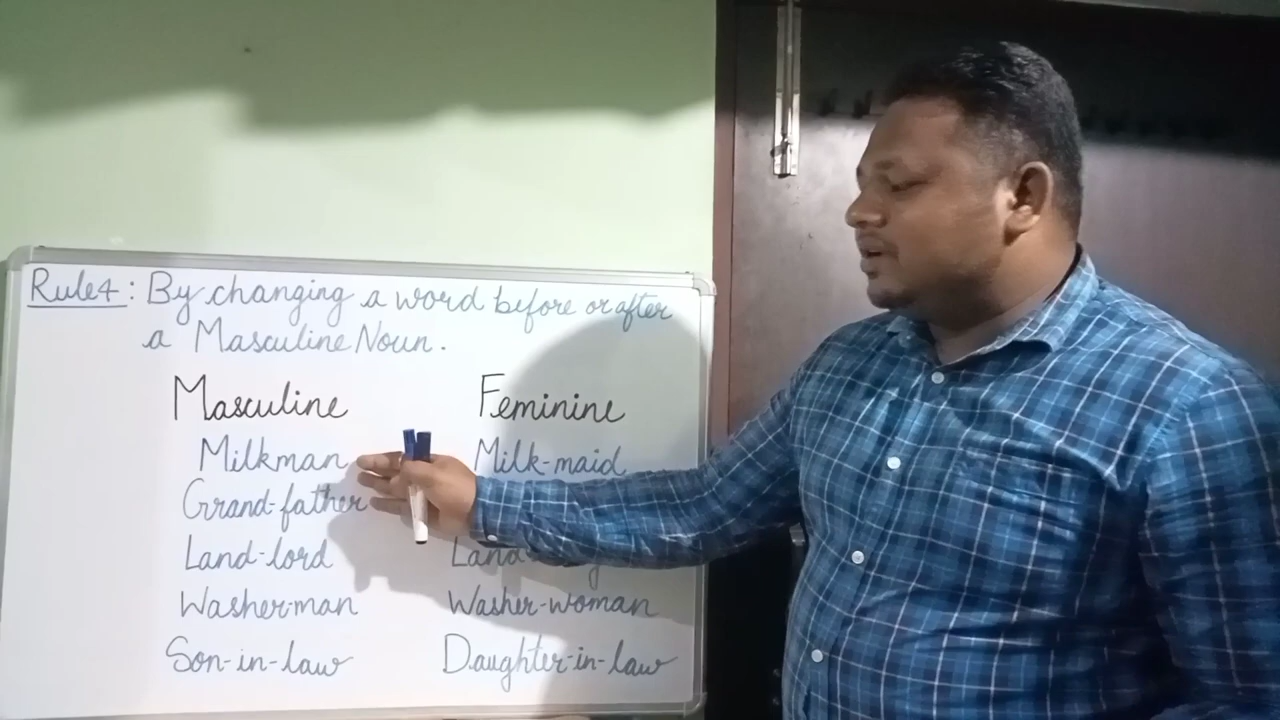 Rule 4: By changing a word before or after
a Masculine Noun.
Masculine Feminine
Milkman Milk-maid
Grand-father
Land-lord Land
Washer-man Washer-woman
Son-in-law Daughter-in-law